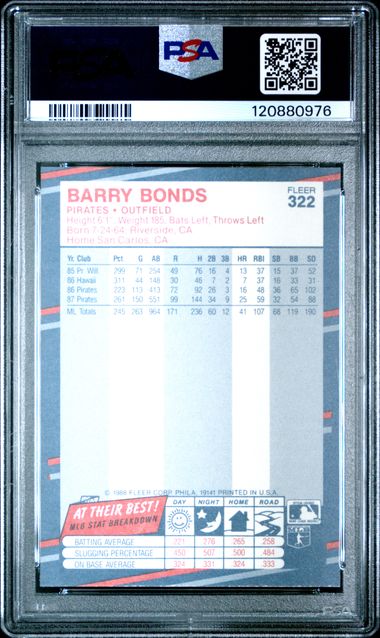 PSA
120880976
BARRY BONDS
FLEER
322
PIRATES • OUTFIELD
Height 6'1", Weight 185, Bats Left, Throws Left
Born 7-24-64, Riverside, CA
Home San Carlos, CA
Yr. Club Pct G AB R H 2B 3B HR RBI SB BB SO
85 Pr. Will 299 71 254 49 76 16 4 13 37 15 37 52
86 Hawaii 311 44 148 30 46 7 2 7 37 16 33 31
86 Pirates 223 113 413 72 92 26 3 16 48 36 65 102
87 Pirates 261 150 551 99 144 34 9 25 59 32 54 88
ML Totals 245 263 964 171 236 60 12 41 107 68 119 190
© 1988 FLEER CORP. PHILA. 19141 PRINTED IN U.S.A.
AT THEIR BEST!
MLB STAT BREAKDOWN
DAY NIGHT HOME ROAD
BATTING AVERAGE 221 276 265 258
SLUGGING PERCENTAGE 450 507 500 484
ON BASE AVERAGE 324 331 324 333
PSA